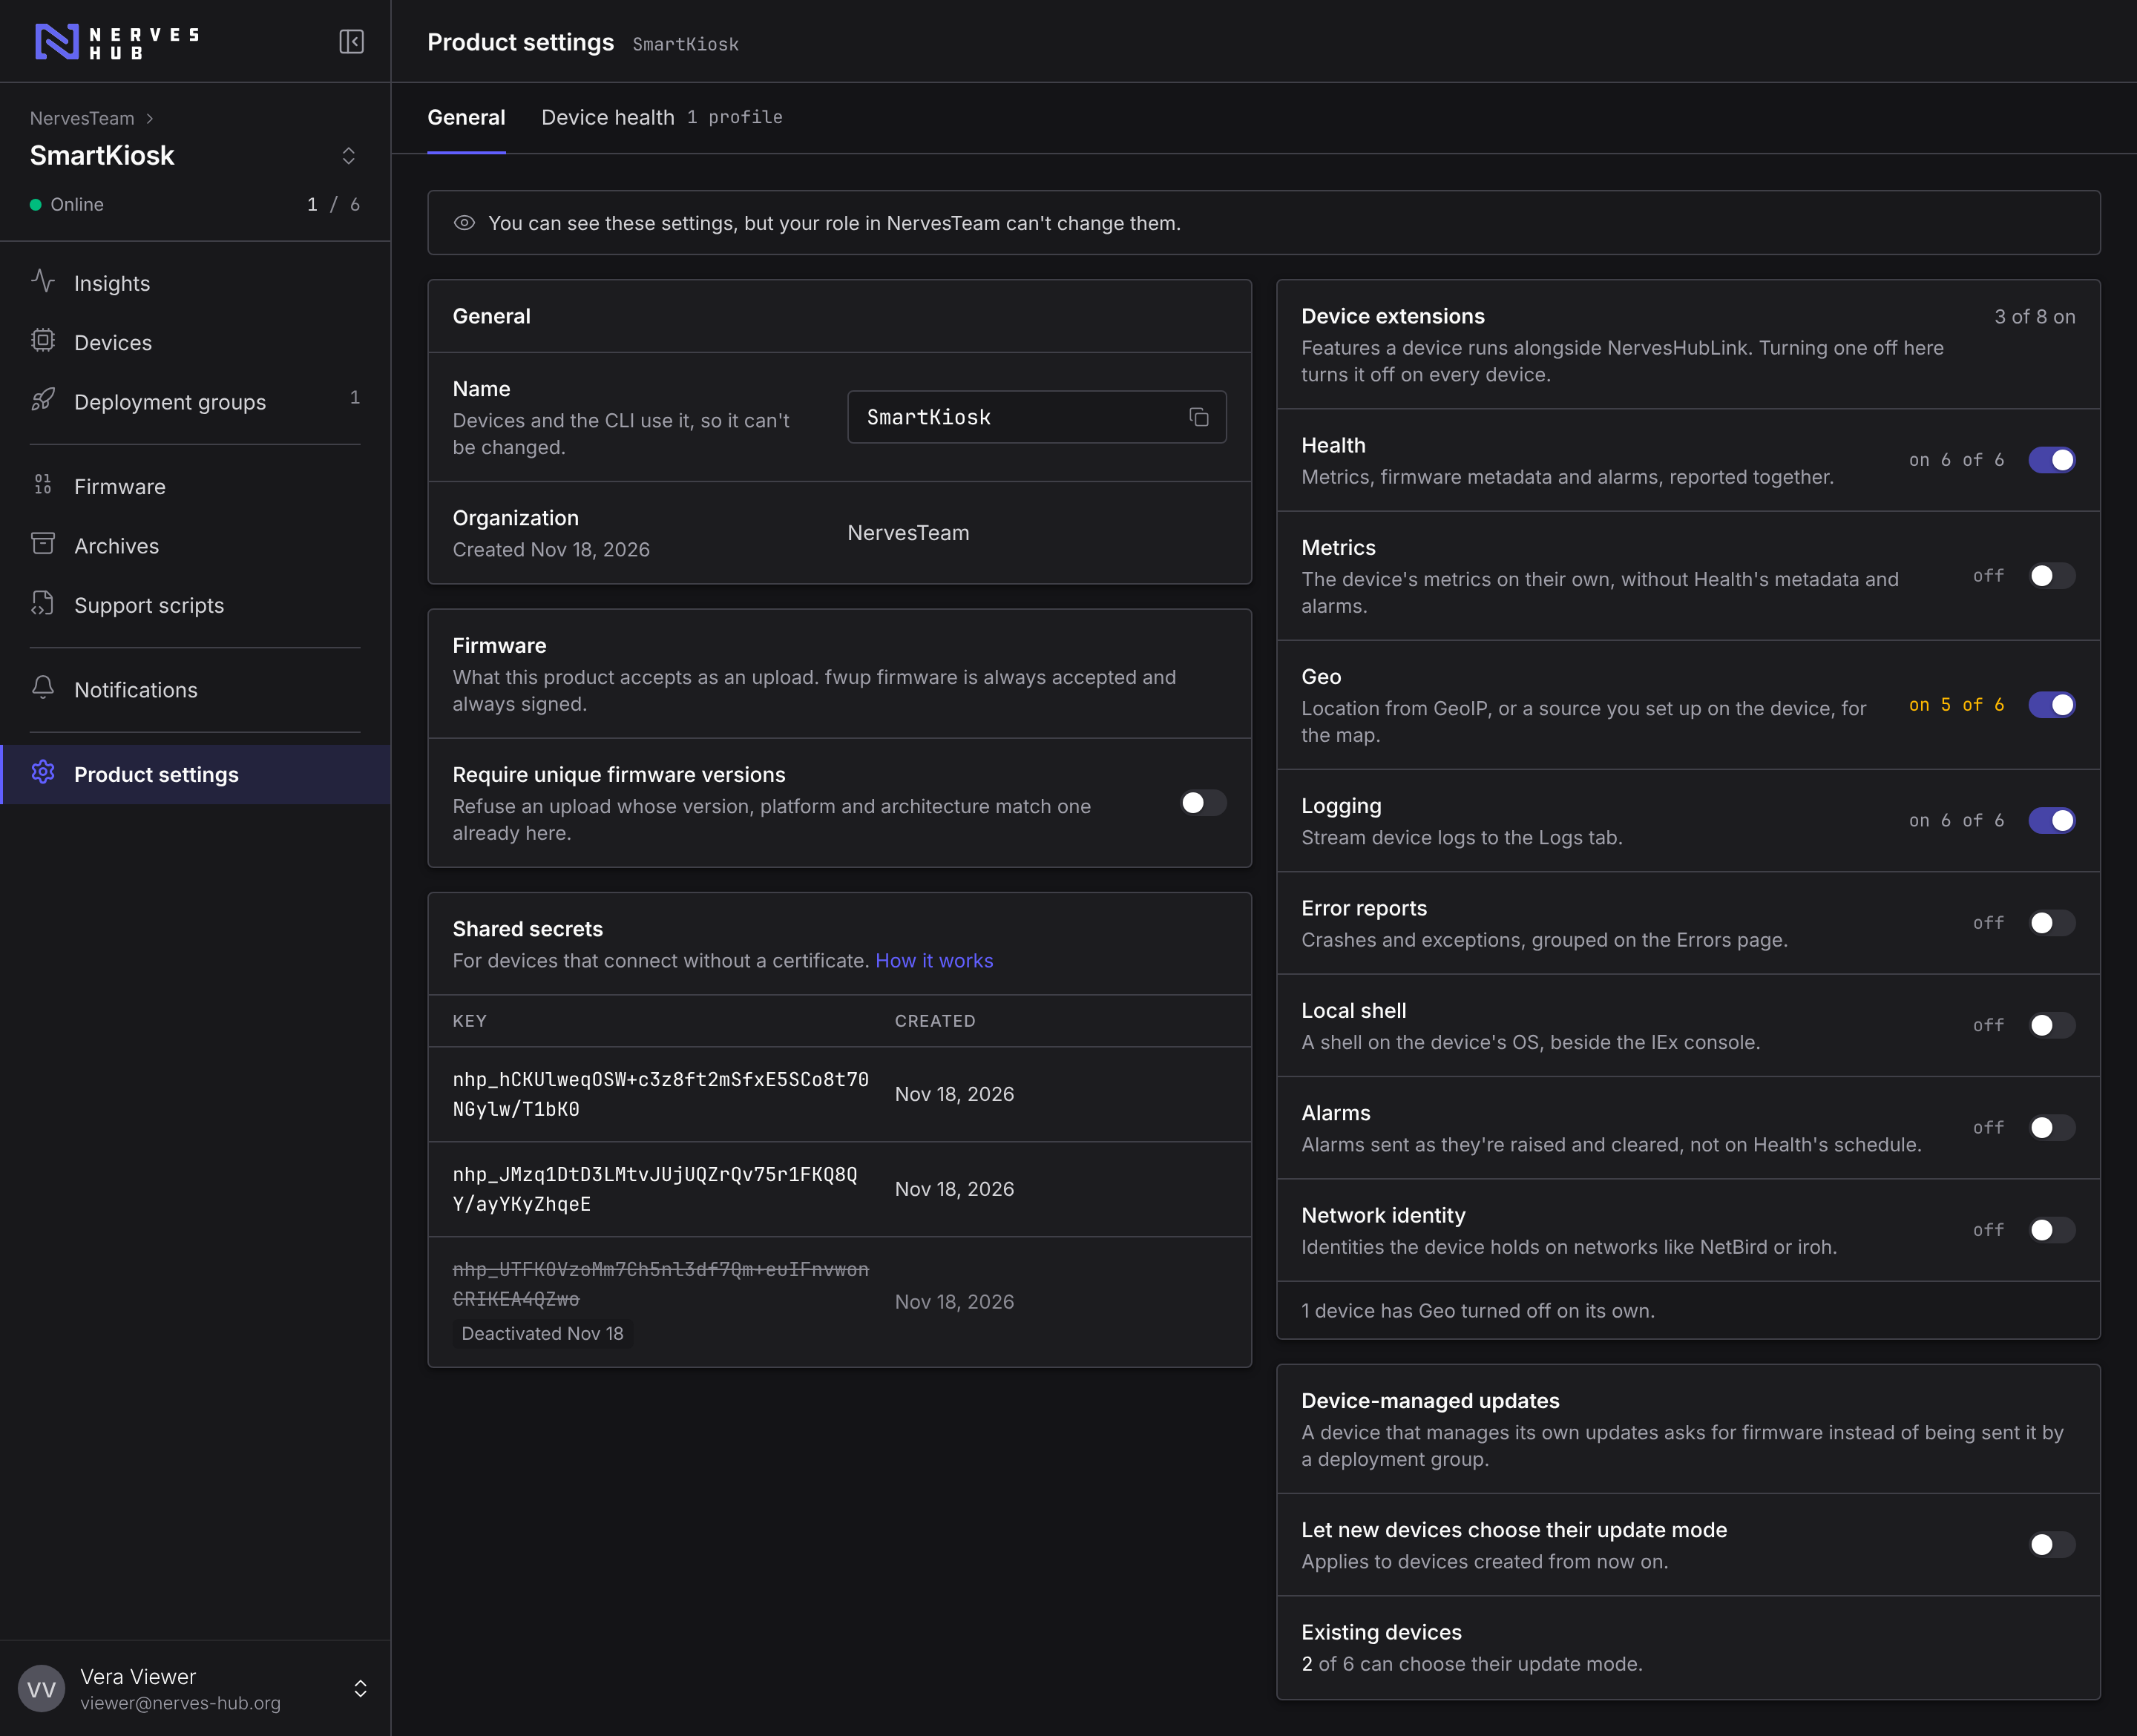 NERVES
HUB
NervesTeam
SmartKiosk
Online
1 / 6
Insights
Devices
Deployment groups
1
Firmware
Archives
Support scripts
Notifications
Product settings
Vera Viewer
viewer@nerves-hub.org
VV
Product settings SmartKiosk
General
Device health 1 profile
You can see these settings, but your role in NervesTeam can't change them.
General
Name
Devices and the CLI use it, so it can't
be changed.
SmartKiosk
Organization
Created Nov 18, 2026
NervesTeam
Firmware
What this product accepts as an upload. fwup firmware is always accepted and
always signed.
Require unique firmware versions
Refuse an upload whose version, platform and architecture match one
already here.
Shared secrets
For devices that connect without a certificate. How it works
KEY
CREATED
nhp_hCKUlweqOSW+c3z8ft2mSfxE5SCo8t70
NGylw/T1bK0
Nov 18, 2026
nhp_JMzq1DtD3LMtvJUjUQZrQv75r1FKQ8Q
Y/ayYKyZhqeE
Nov 18, 2026
nhp_UTFK0VzoMm7Ch5nl3df7Qm+euIFnvwon
CRIKEA4QZwo
Nov 18, 2026
Deactivated Nov 18
Device extensions
3 of 8 on
Features a device runs alongside NervesHubLink. Turning one off here
turns it off on every device.
Health
Metrics, firmware metadata and alarms, reported together.
on 6 of 6
Metrics
The device's metrics on their own, without Health's metadata and
alarms.
off
Geo
Location from GeoIP, or a source you set up on the device, for
the map.
on 5 of 6
Logging
Stream device logs to the Logs tab.
on 6 of 6
Error reports
Crashes and exceptions, grouped on the Errors page.
off
Local shell
A shell on the device's OS, beside the IEx console.
off
Alarms
Alarms sent as they're raised and cleared, not on Health's schedule.
off
Network identity
Identities the device holds on networks like NetBird or iroh.
off
1 device has Geo turned off on its own.
Device-managed updates
A device that manages its own updates asks for firmware instead of being sent it by
a deployment group.
Let new devices choose their update mode
Applies to devices created from now on.
Existing devices
2 of 6 can choose their update mode.